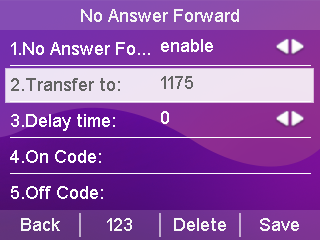 No Answer Forward
1.No Answer Fo... enable
2.Transfer to: 1175
3.Delay time: 0
4.On Code:
5.Off Code:
Back 123 Delete Save